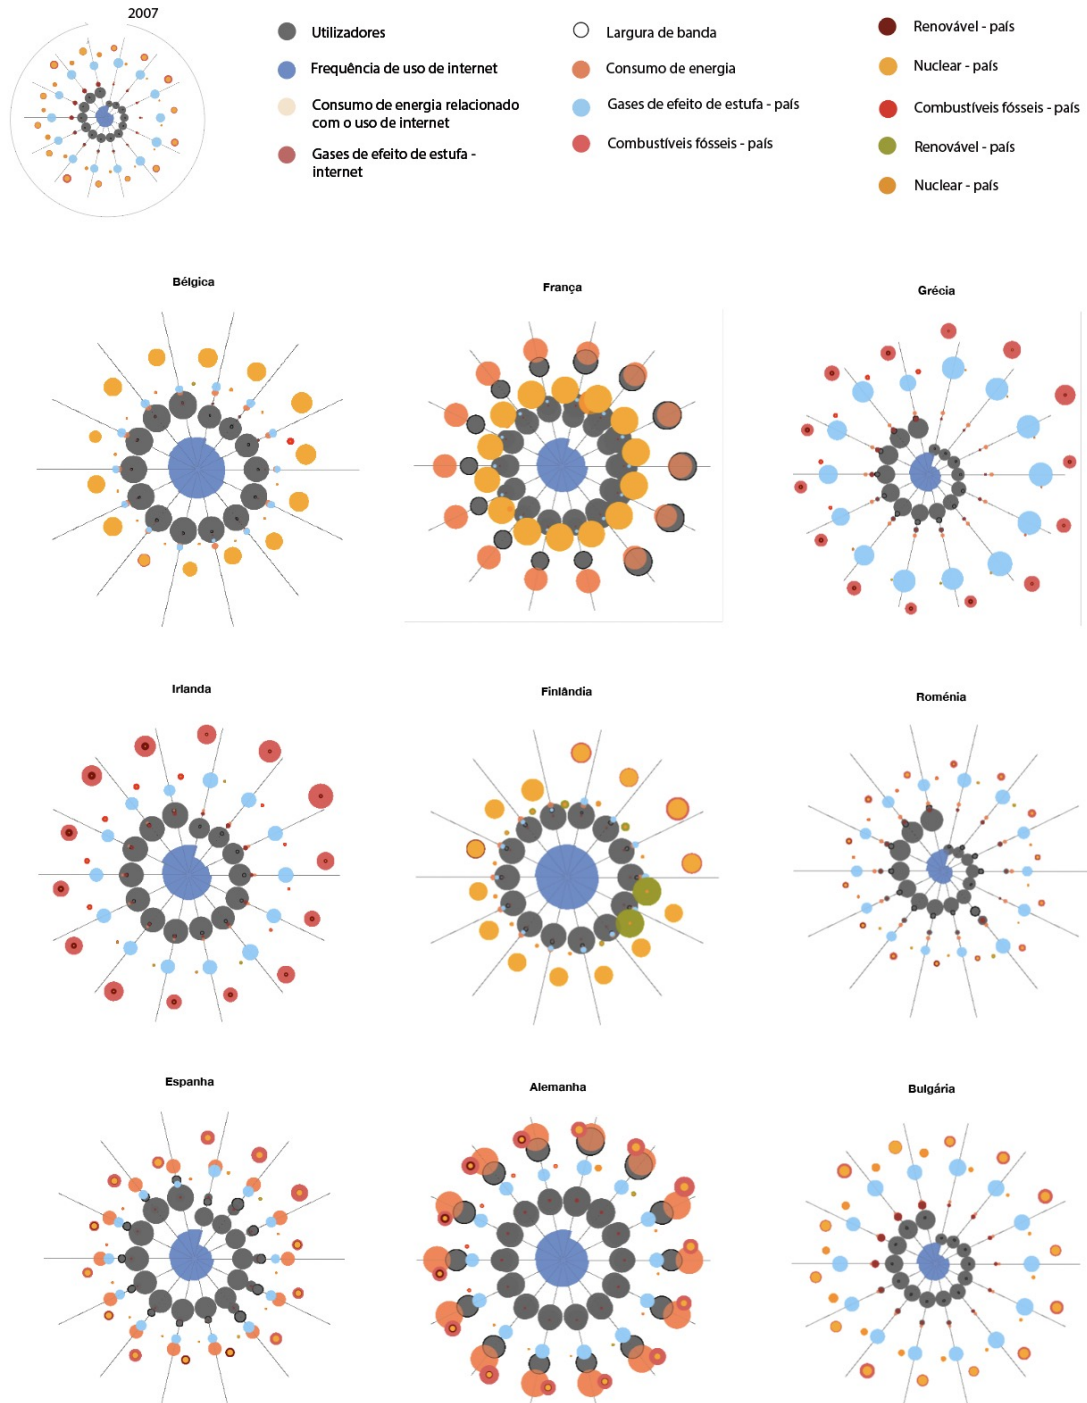 2007
Utilizadores
Frequência de uso de internet
Consumo de energia relacionado
com o uso de internet
Gases de efeito de estufa -
internet
Largura de banda
Consumo de energia
Gases de efeito de estufa - país
Combustíveis fósseis - país
Renovável - país
Nuclear - país
Combustíveis fósseis - país
Renovável - país
Nuclear - país
Bélgica
França
Grécia
Irlanda
Finlândia
Roménia
Espanha
Alemanha
Bulgária